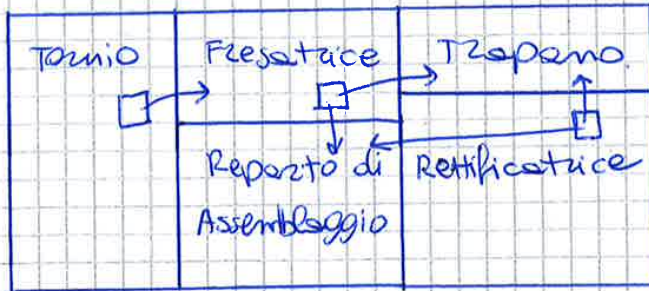 Tornio
Fresatrice
Trapano
Reparto di
Assemblaggio
Rettificatrice